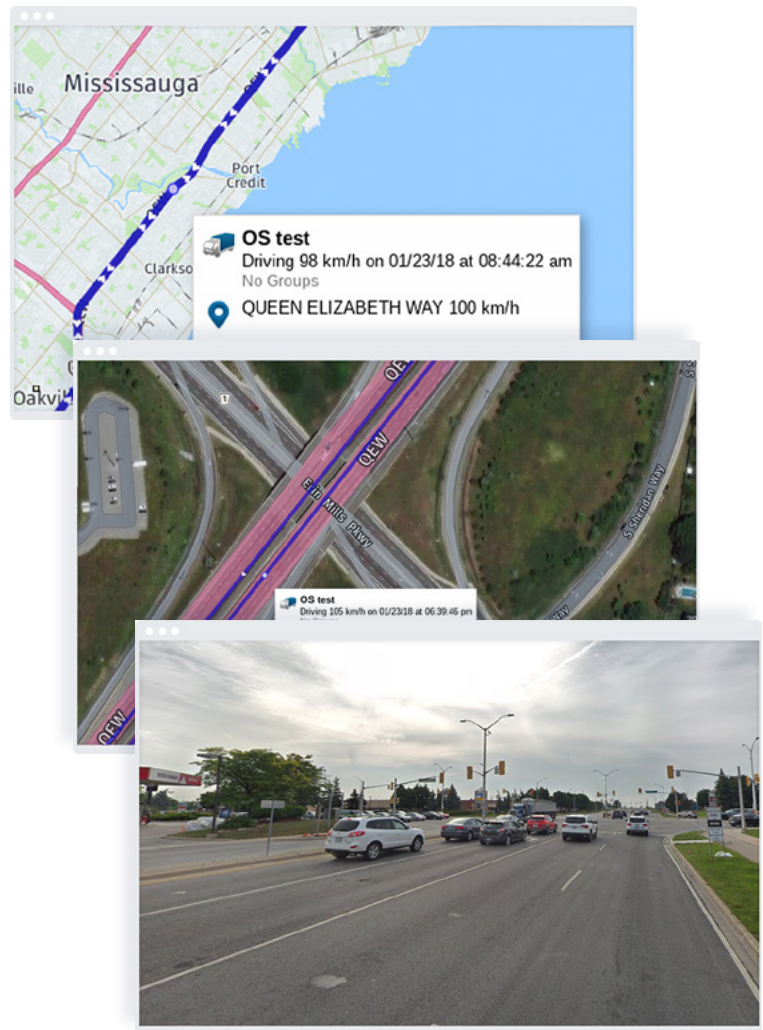 Mississauga
ille
Port
Credit
OS test
Driving 98 km/h on 01/23/18 at 08:44:22 am
No Groups
Clarkso
QUEEN ELIZABETH WAY 100 km/h
Oakvil
QEW
QEW
Erin Mills Pkwy
S Sheridan Way
OS test
Driving 105 km/h on 01/23/18 at 06:39:46 pm
Way
QEW